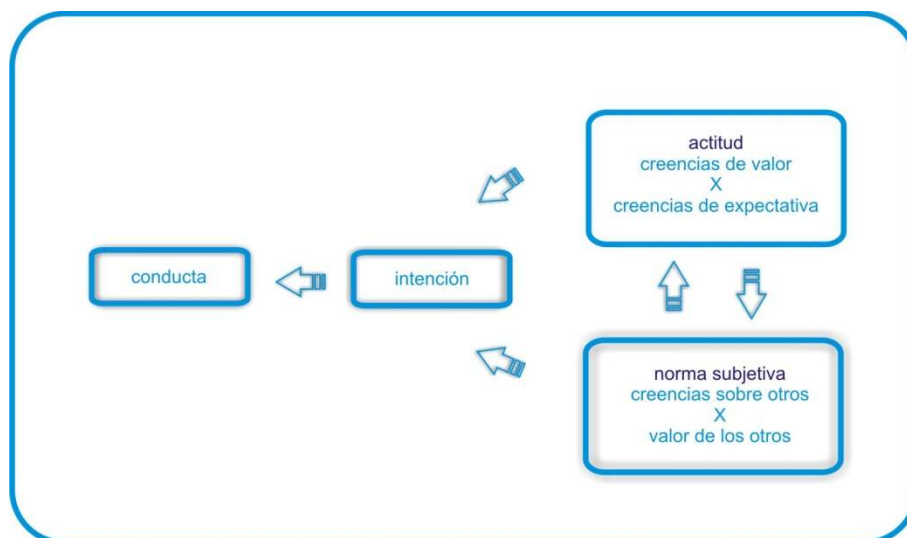 actitud
creencias de valor
X
creencias de expectativa
conducta
intención
norma subjetiva
creencias sobre otros
X
valor de los otros